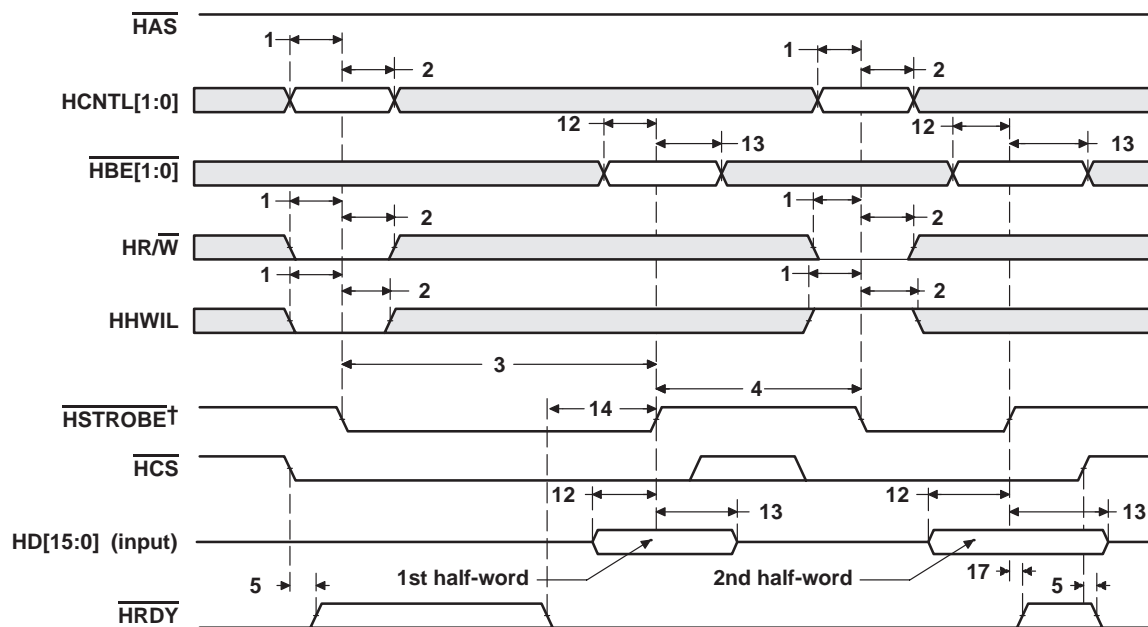 HAS
1
1
2
2
HCNTL[1:0]
12
12
13
13
HBE[1:0]
1
1
2
2
HR/W
1
1
2
2
HHWIL
3
4
14
HSTROBE†
HCS
12
12
13
13
HD[15:0] (input)
1st half-word
2nd half-word
5
17
5
HRDY